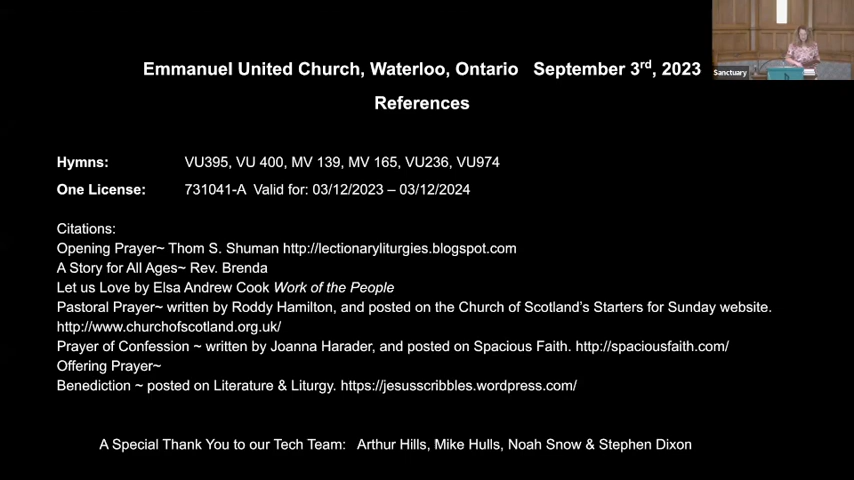 Emmanuel United Church, Waterloo, Ontario September 3rd, 2023
Sanctuary
References
Hymns: VU395, VU 400, MV 139, MV 165, VU236, VU974
One License: 731041-A Valid for: 03/12/2023 – 03/12/2024
Citations:
Opening Prayer~ Thom S. Shuman http://lectionaryliturgies.blogspot.com
A Story for All Ages~ Rev. Brenda
Let us Love by Elsa Andrew Cook Work of the People
Pastoral Prayer~ written by Roddy Hamilton, and posted on the Church of Scotland’s Starters for Sunday website.
http://www.churchofscotland.org.uk/
Prayer of Confession ~ written by Joanna Harader, and posted on Spacious Faith. http://spaciousfaith.com/
Offering Prayer~
Benediction ~ posted on Literature & Liturgy. https://jesusscribbles.wordpress.com/
A Special Thank You to our Tech Team: Arthur Hills, Mike Hulls, Noah Snow & Stephen Dixon